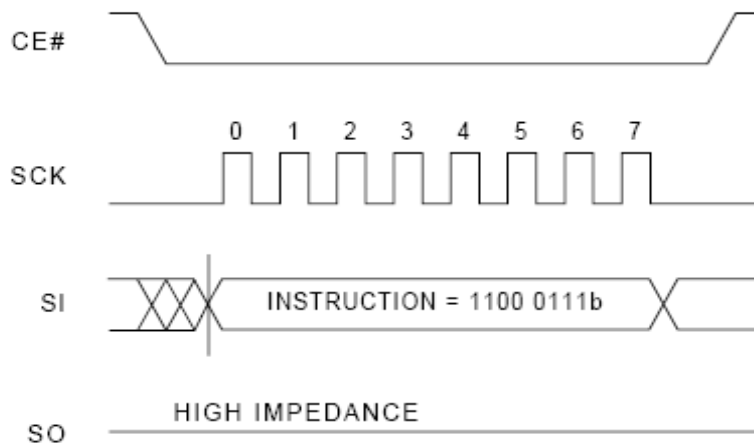 CE#
0 1 2 3 4 5 6 7
SCK
SI INSTRUCTION = 1100 0111b
HIGH IMPEDANCE
SO